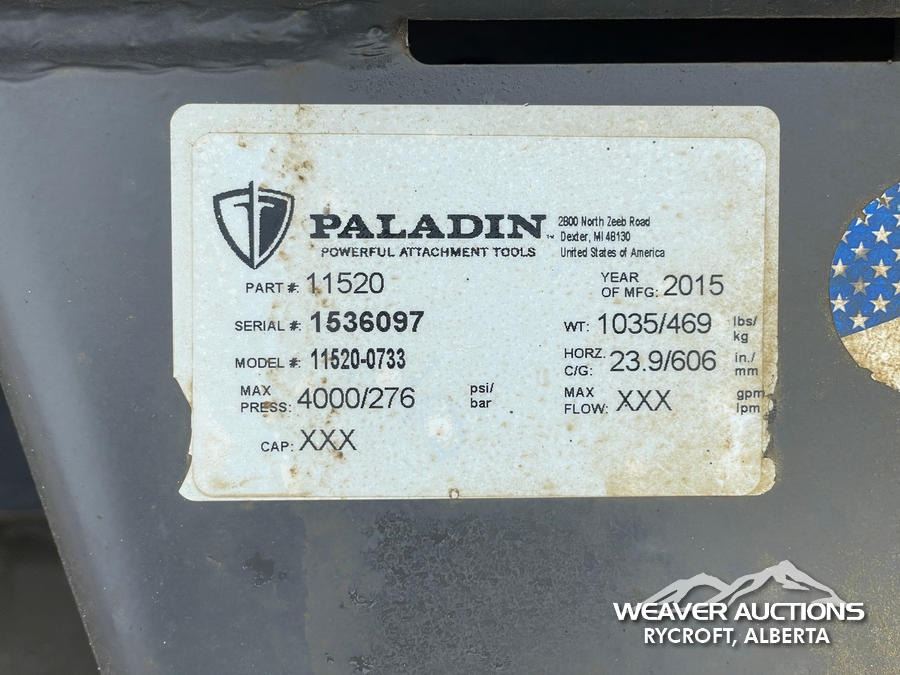 PALADIN™
POWERFUL ATTACHMENT TOOLS
2800 North Zeeb Road
Dexter, MI 48130
United States of America
PART #: 11520
YEAR OF MFG: 2015
SERIAL #: 1536097
WT: 1035/469 lbs/ kg
MODEL #: 11520-0733
HORZ. C/G: 23.9/606 in./ mm
MAX PRESS: 4000/276 psi/ bar
MAX FLOW: XXX gpm lpm
CAP: XXX
WEAVER AUCTIONS
RYCROFT, ALBERTA